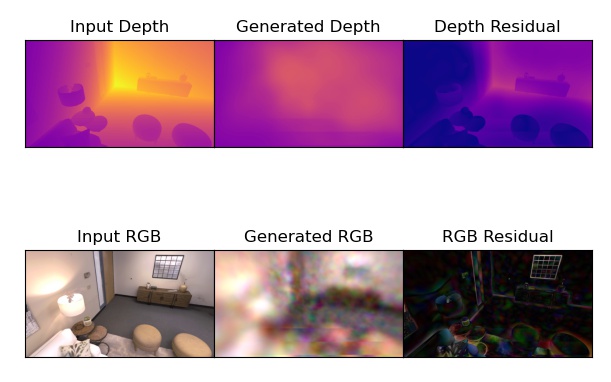 Input Depth
Generated Depth
Depth Residual
Input RGB
Generated RGB
RGB Residual